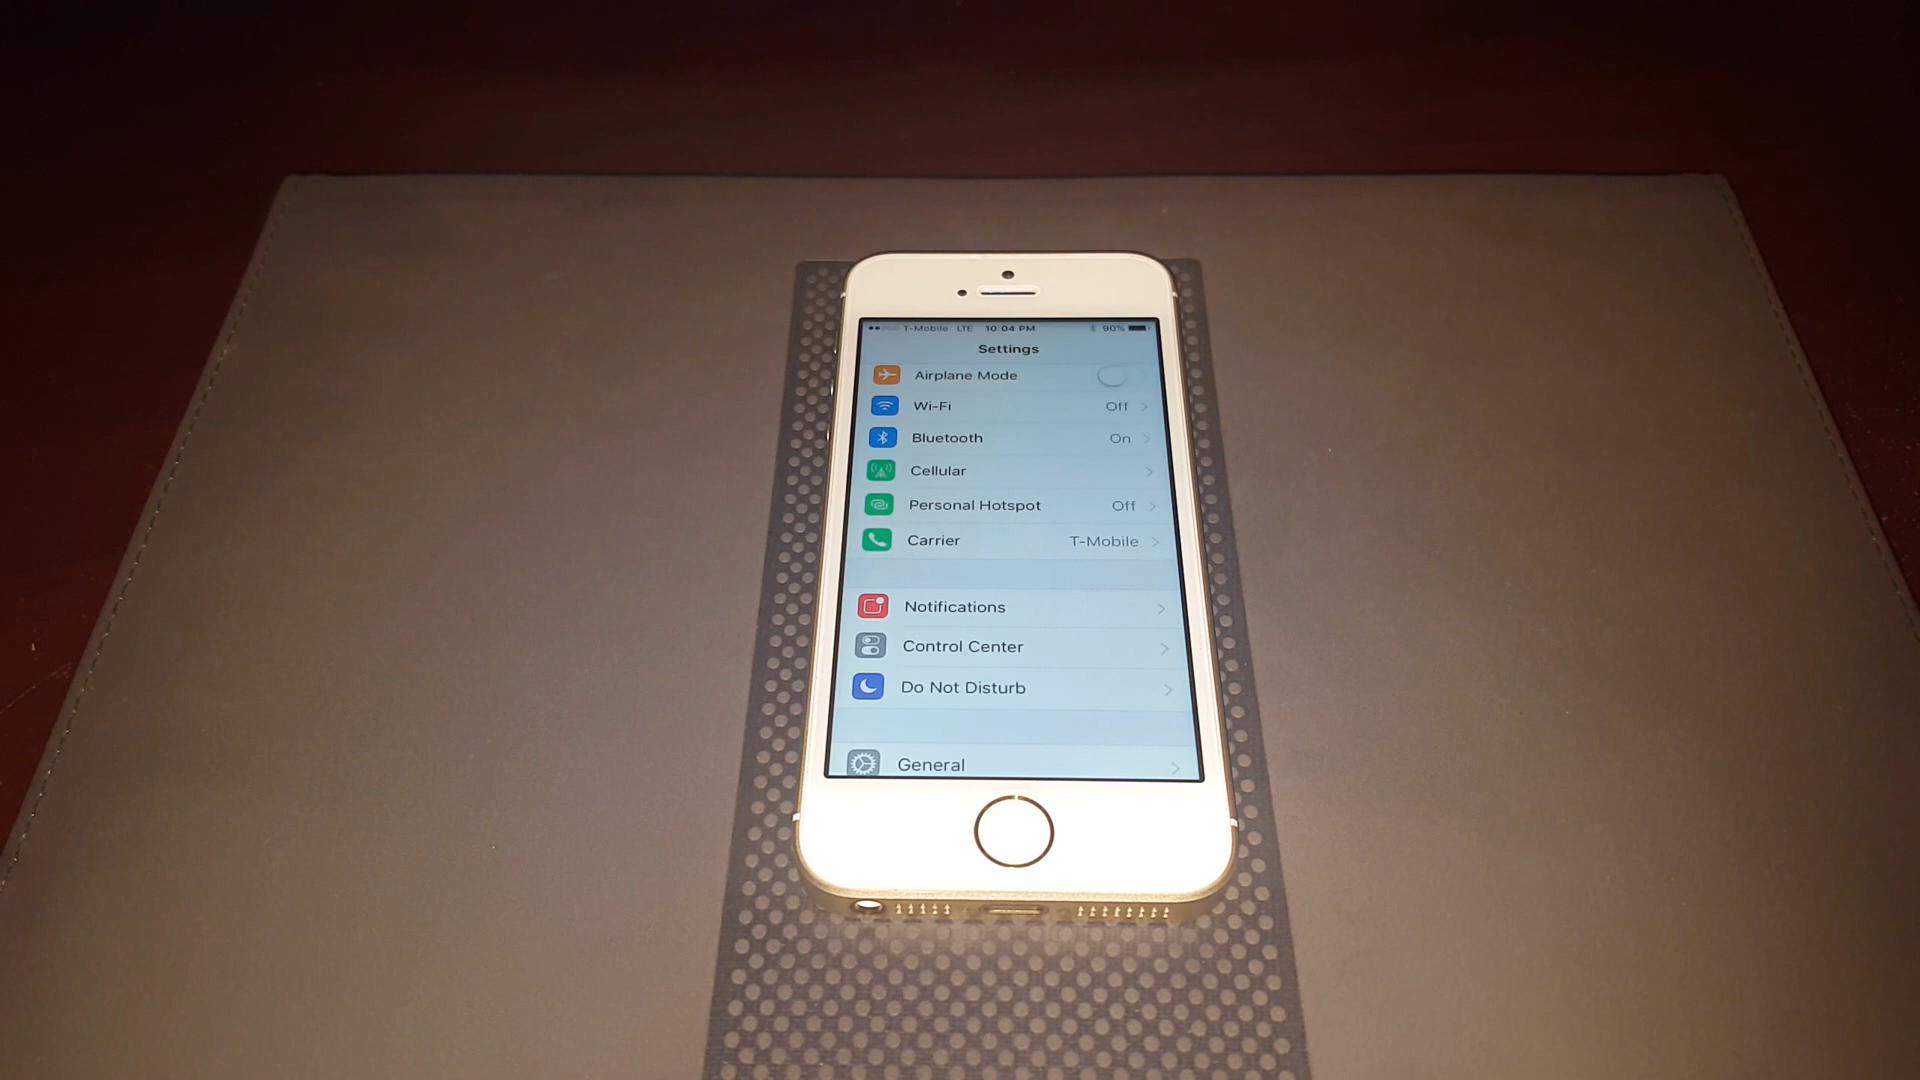 T-Mobile LTE 10:04 PM 90%
Settings
Airplane Mode
Wi-Fi Off
Bluetooth On
Cellular
Personal Hotspot Off
Carrier T-Mobile
Notifications
Control Center
Do Not Disturb
General